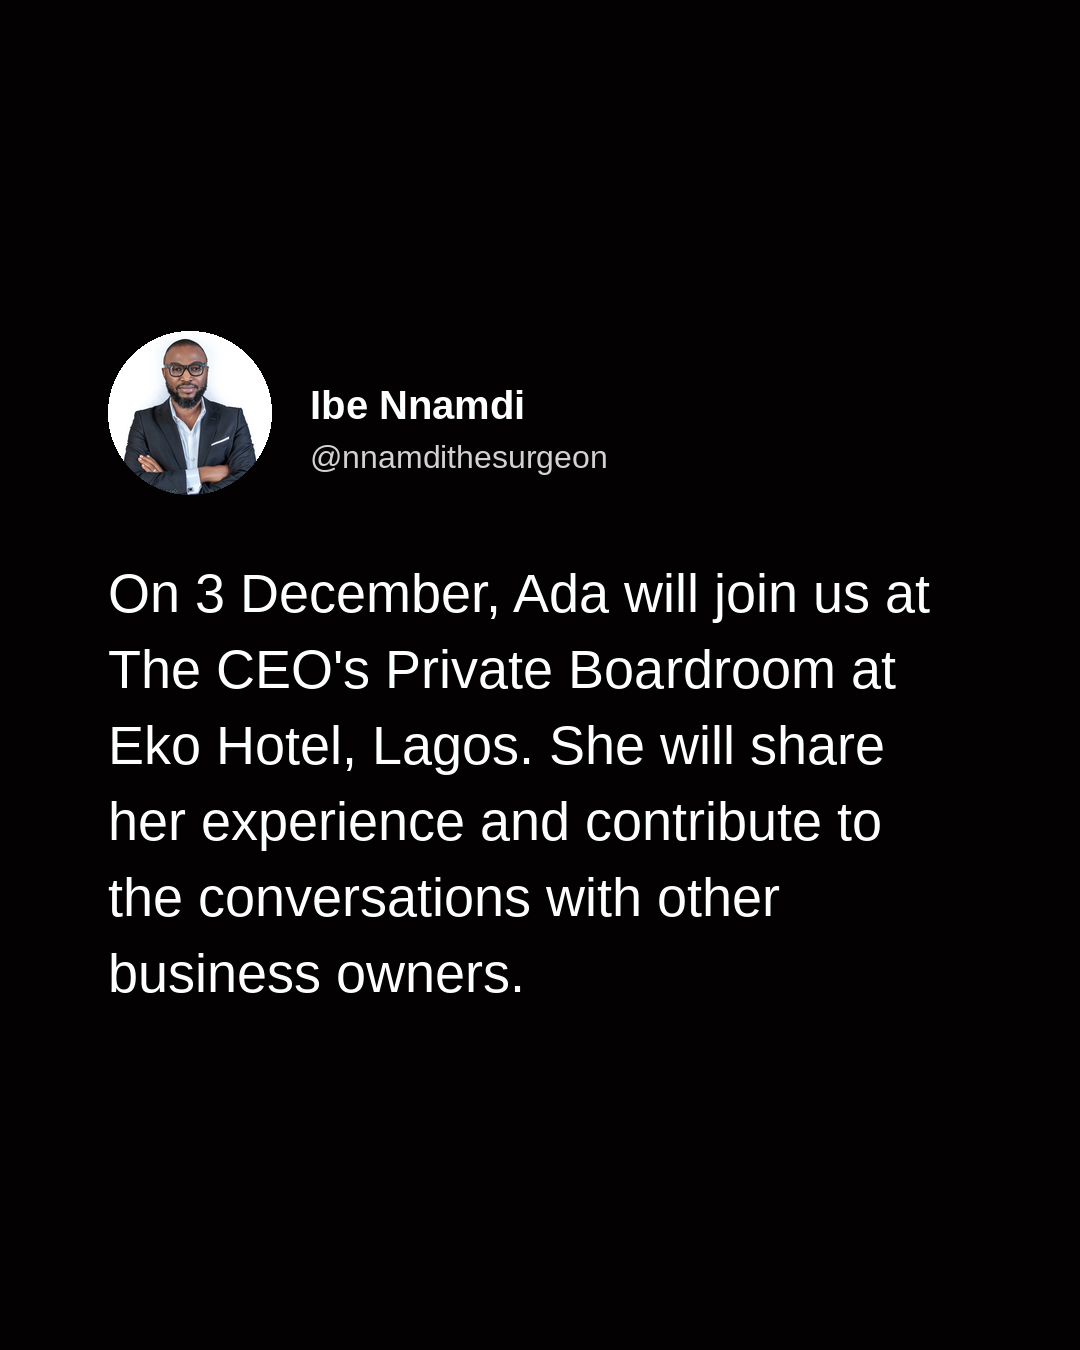 Ibe Nnamdi
@nnamdithesurgeon
On 3 December, Ada will join us at
The CEO's Private Boardroom at
Eko Hotel, Lagos. She will share
her experience and contribute to
the conversations with other
business owners.